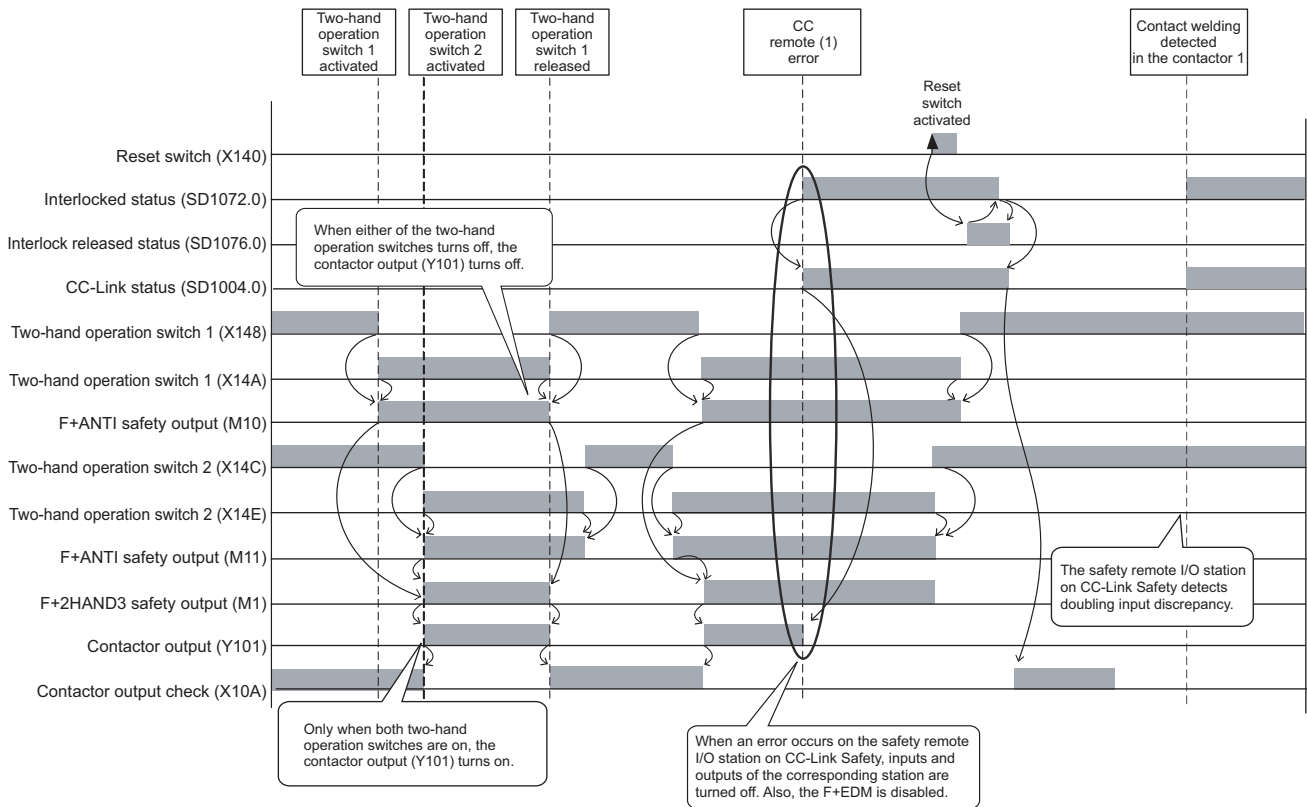 Two-hand
operation
switch 1
activated
Two-hand
operation
switch 2
activated
Two-hand
operation
switch 1
released
CC
remote (1)
error
Contact welding
detected
in the contactor 1
Reset
switch
activated
Reset switch (X140)
Interlocked status (SD1072.0)
When either of the two-hand
operation switches turns off, the
contactor output (Y101) turns off.
Interlock released status (SD1076.0)
CC-Link status (SD1004.0)
Two-hand operation switch 1 (X148)
Two-hand operation switch 1 (X14A)
F+ANTI safety output (M10)
Two-hand operation switch 2 (X14C)
Two-hand operation switch 2 (X14E)
F+ANTI safety output (M11)
The safety remote I/O station
on CC-Link Safety detects
doubling input discrepancy.
F+2HAND3 safety output (M1)
Contactor output (Y101)
Contactor output check (X10A)
Only when both two-hand
operation switches are on, the
contactor output (Y101) turns on.
When an error occurs on the safety remote
I/O station on CC-Link Safety, inputs and
outputs of the corresponding station are
turned off. Also, the F+EDM is disabled.